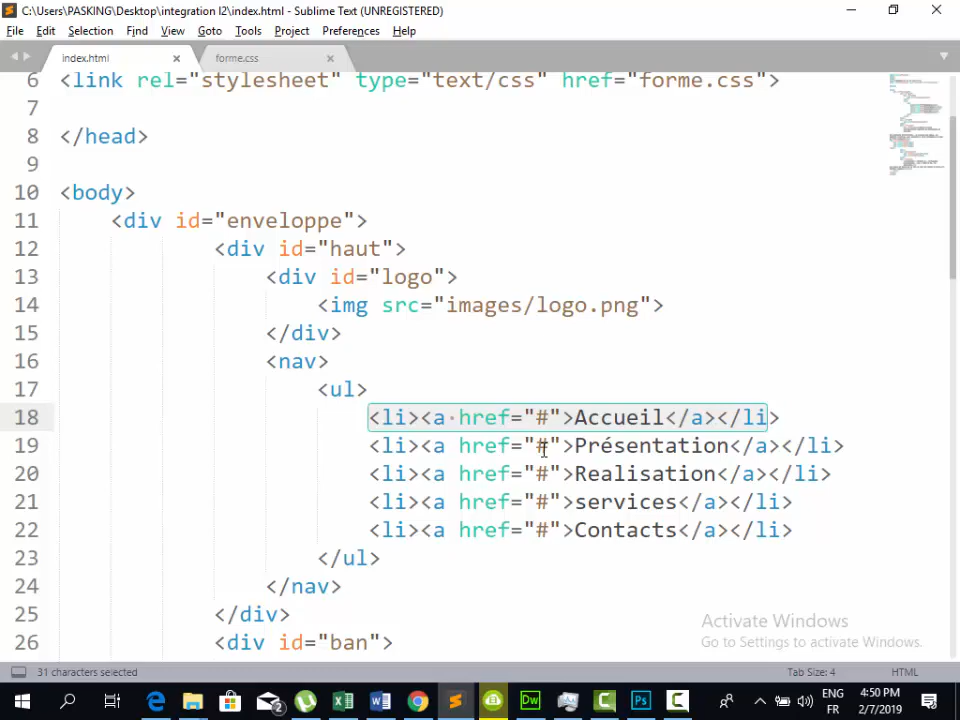 C:\Users\PASKING\Desktop\integration l2\index.html - Sublime Text (UNREGISTERED)
File Edit Selection Find View Goto Tools Project Preferences Help
index.html forme.css
6 <link rel="stylesheet" type="text/css" href="forme.css">
7
8 </head>
9
10 <body>
11 <div id="enveloppe">
12 <div id="haut">
13 <div id="logo">
14 <img src="images/logo.png">
15 </div>
16 <nav>
17 <ul>
18 <li><a href="#">Accueil</a></li>
19 <li><a href="#">Présentation</a></li>
20 <li><a href="#">Realisation</a></li>
21 <li><a href="#">services</a></li>
22 <li><a href="#">Contacts</a></li>
23 </ul>
24 </nav>
25 </div>
26 <div id="ban">
Activate Windows
Go to Settings to activate Windows.
31 characters selected Tab Size: 4 HTML
ENG
FR
4:50 PM
2/7/2019